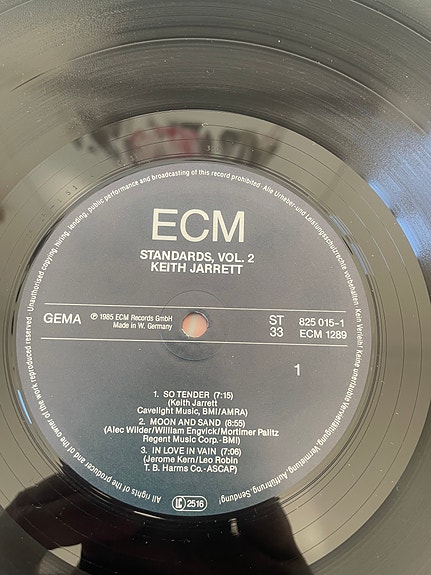 ECM
STANDARDS, VOL. 2
KEITH JARRETT
GEMA
℗ 1985 ECM Records GmbH
Made in W. Germany
ST 825 015-1
33 ECM 1289
1
1. SO TENDER (7:15)
(Keith Jarrett)
Cavelight Music, BMI/AMRA)
2. MOON AND SAND (8:55)
(Alec Wilder/William Engvick/Mortimer Palitz
Regent Music Corp.-BMI)
3. IN LOVE IN VAIN (7:06)
(Jerome Kern/Leo Robin
T. B. Harms Co.-ASCAP)
LC 2516
All rights of the producer and of the owner of the work reproduced reserved · Unauthorised copying, hiring, lending, public performance and broadcasting of this record prohibited · Alle Urheber- und Leistungsschutzrechte vorbehalten · Kein Verleih! Keine unerlaubte Vervielfältigung, Vermietung, Aufführung, Sendung!